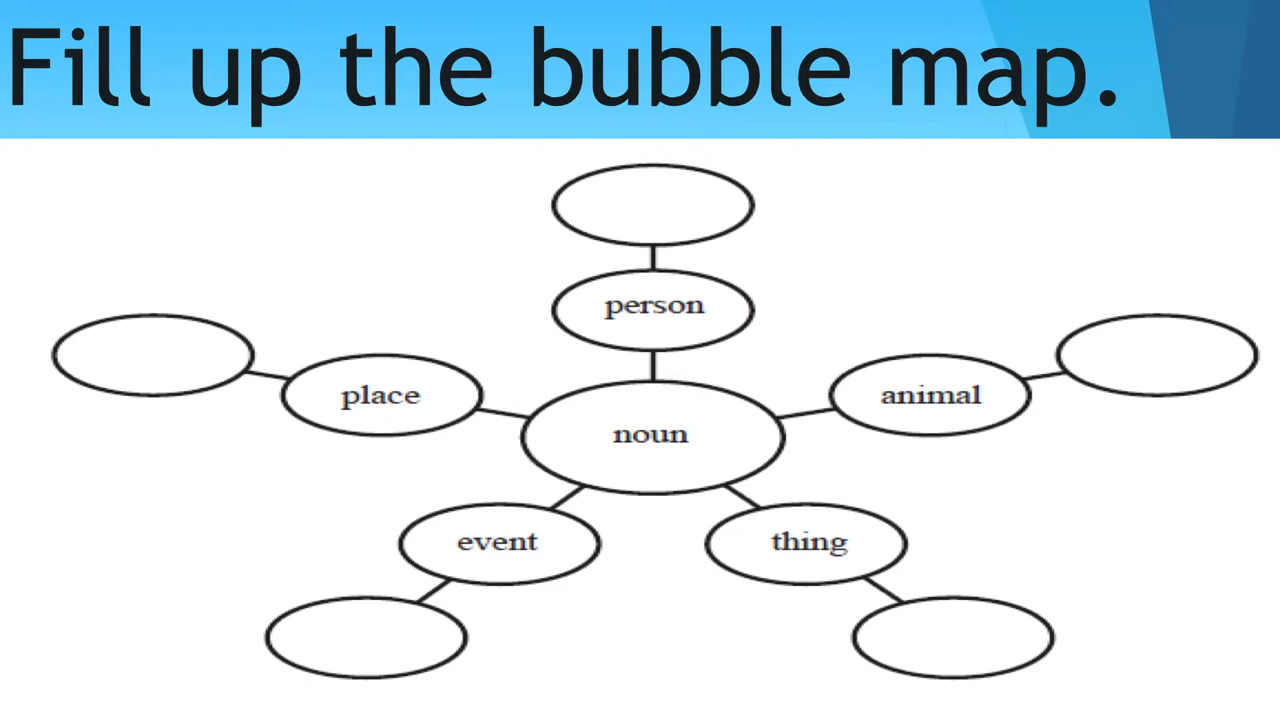 Fill up the bubble map.
person
place
animal
noun
event
thing